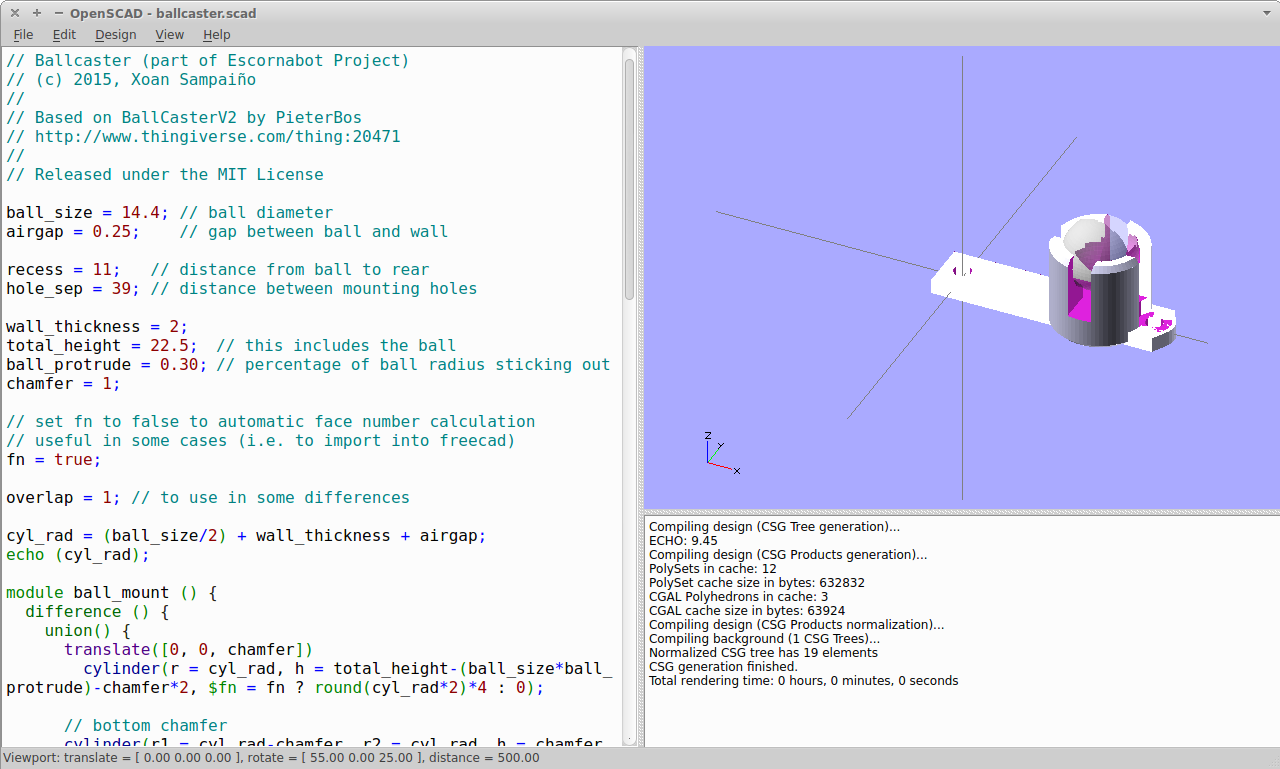 OpenSCAD - ballcaster.scad
File Edit Design View Help
// Ballcaster (part of Escornabot Project)
// (c) 2015, Xoan Sampaiño
//
// Based on BallCasterV2 by PieterBos
// http://www.thingiverse.com/thing:20471
//
// Released under the MIT License
ball_size = 14.4; // ball diameter
airgap = 0.25;    // gap between ball and wall
recess = 11;   // distance from ball to rear
hole_sep = 39; // distance between mounting holes
wall_thickness = 2;
total_height = 22.5;  // this includes the ball
ball_protrude = 0.30; // percentage of ball radius sticking out
chamfer = 1;
// set fn to false to automatic face number calculation
// useful in some cases (i.e. to import into freecad)
fn = true;
overlap = 1; // to use in some differences
cyl_rad = (ball_size/2) + wall_thickness + airgap;
echo (cyl_rad);
module ball_mount () {
  difference () {
    union() {
      translate([0, 0, chamfer])
        cylinder(r = cyl_rad, h = total_height-(ball_size*ball_
protrude)-chamfer*2, $fn = fn ? round(cyl_rad*2)*4 : 0);
      // bottom chamfer
      cylinder(r1 = cyl_rad-chamfer, r2 = cyl_rad, h = chamfer,
Z
Y
X
Compiling design (CSG Tree generation)...
ECHO: 9.45
Compiling design (CSG Products generation)...
PolySets in cache: 12
PolySet cache size in bytes: 632832
CGAL Polyhedrons in cache: 3
CGAL cache size in bytes: 63924
Compiling design (CSG Products normalization)...
Compiling background (1 CSG Trees)...
Normalized CSG tree has 19 elements
CSG generation finished.
Total rendering time: 0 hours, 0 minutes, 0 seconds
Viewport: translate = [ 0.00 0.00 0.00 ], rotate = [ 55.00 0.00 25.00 ], distance = 500.00